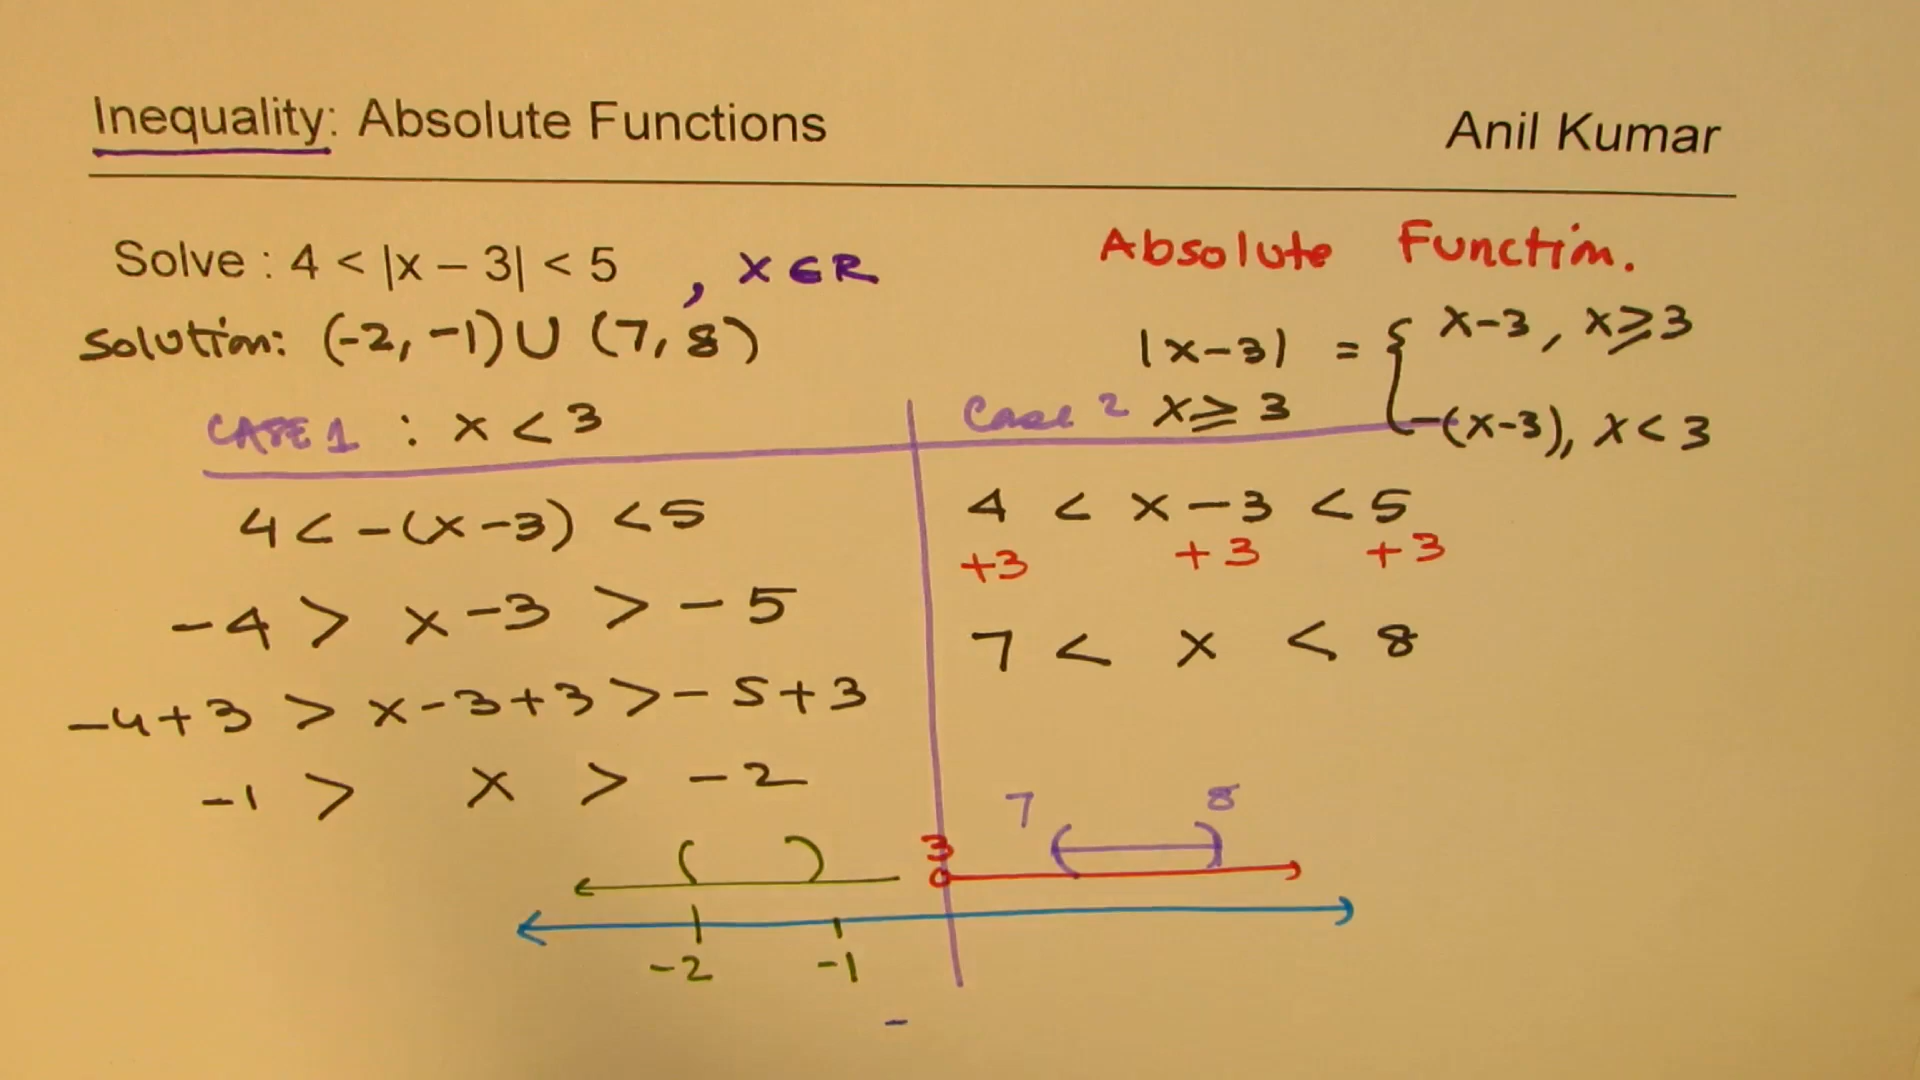 Inequality: Absolute Functions
Anil Kumar
Solve : 4 < |x – 3| < 5 , x ∈ R
Absolute Function.
Solution: (-2, -1) ∪ (7, 8)
|x-3| = { x-3, x ≥ 3
-(x-3), x < 3
CASE 1 : x < 3
Case 2 x ≥ 3
4 < -(x-3) < 5
-4 > x-3 > -5
-4+3 > x-3+3 > -5+3
-1 > x > -2
4 < x-3 < 5
+3 +3 +3
7 < x < 8
7 8
3
( )
-2 -1